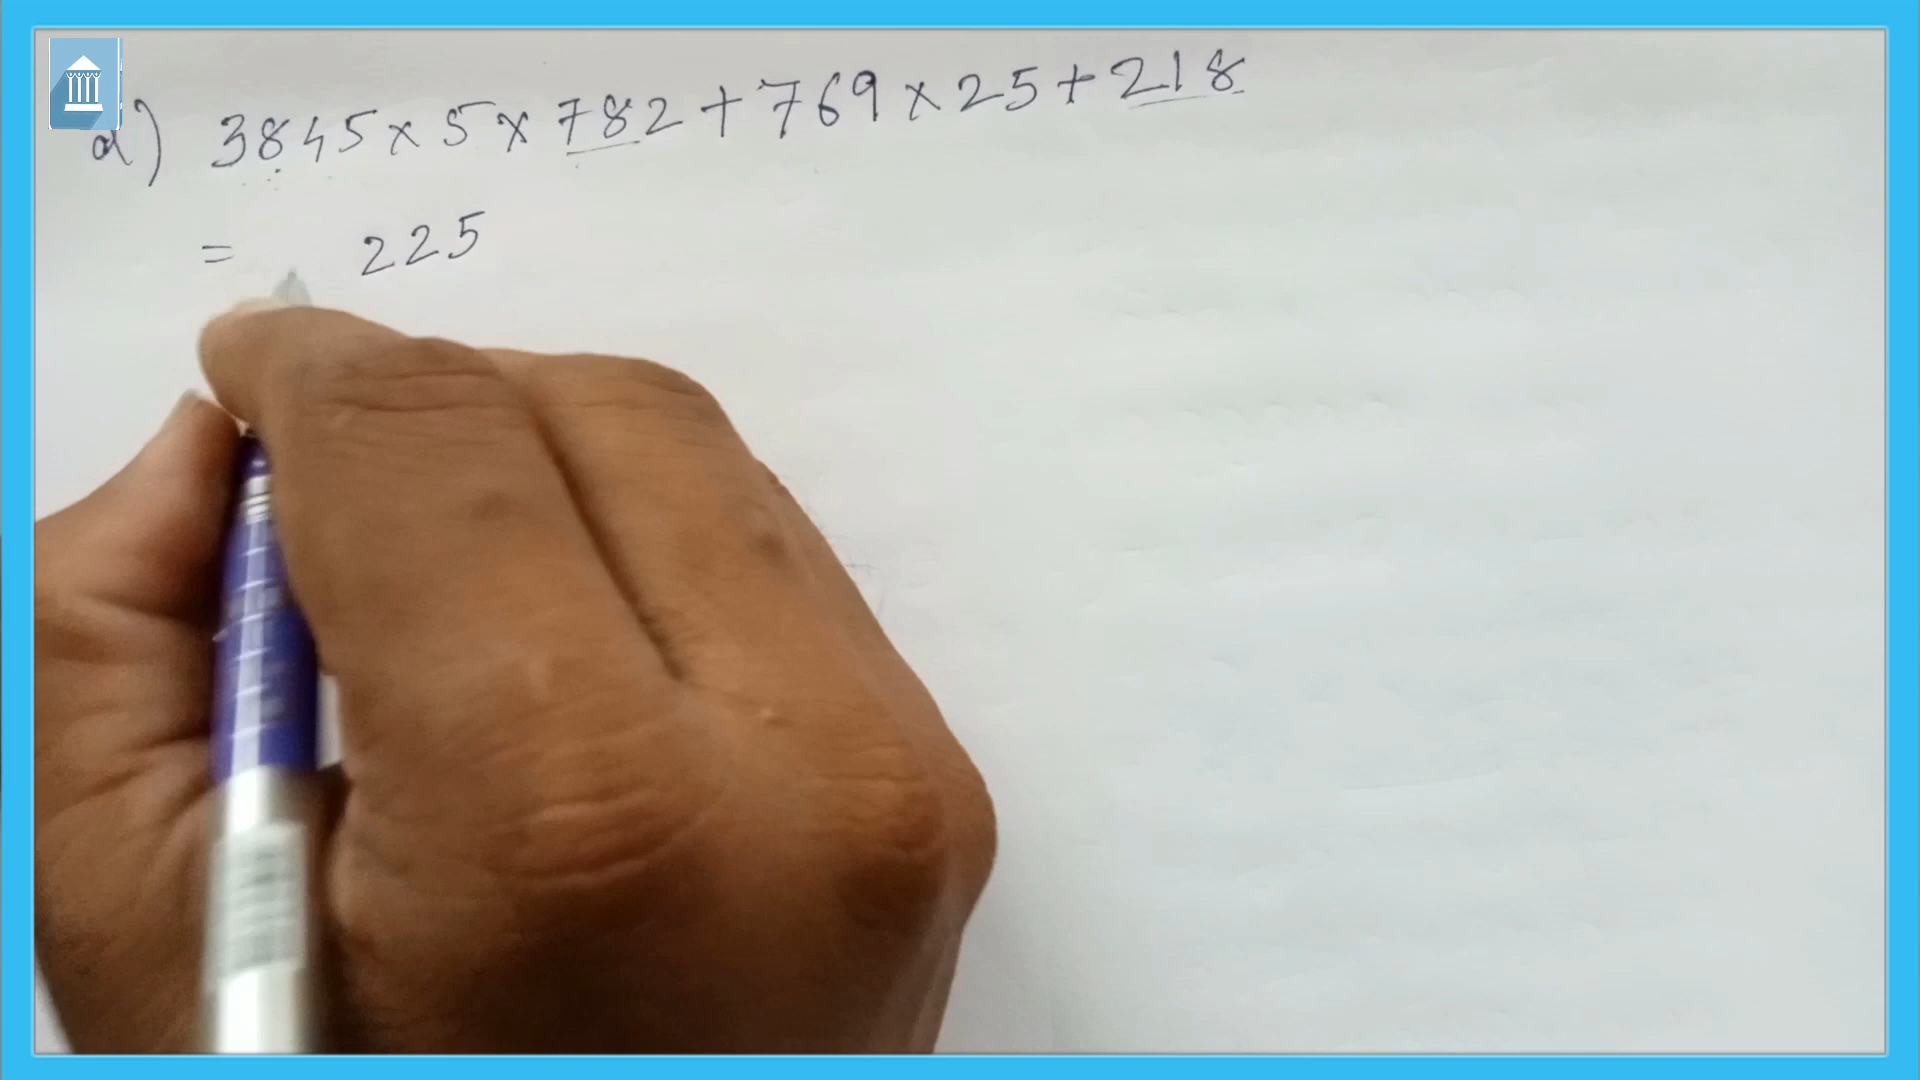 d) 3845 × 5 × 782 + 769 × 25 + 218
= 225